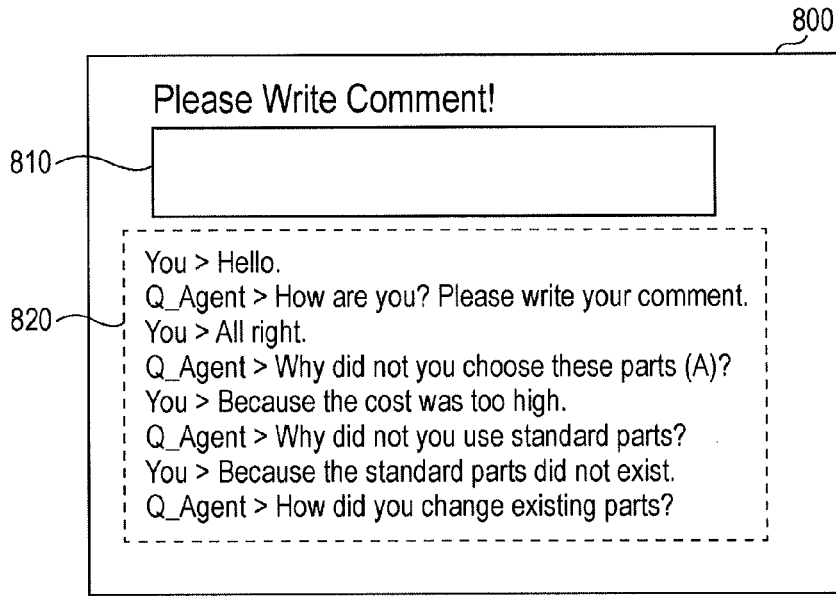 800
Please Write Comment!
810
820
You > Hello.
Q_Agent > How are you? Please write your comment.
You > All right.
Q_Agent > Why did not you choose these parts (A)?
You > Because the cost was too high.
Q_Agent > Why did not you use standard parts?
You > Because the standard parts did not exist.
Q_Agent > How did you change existing parts?